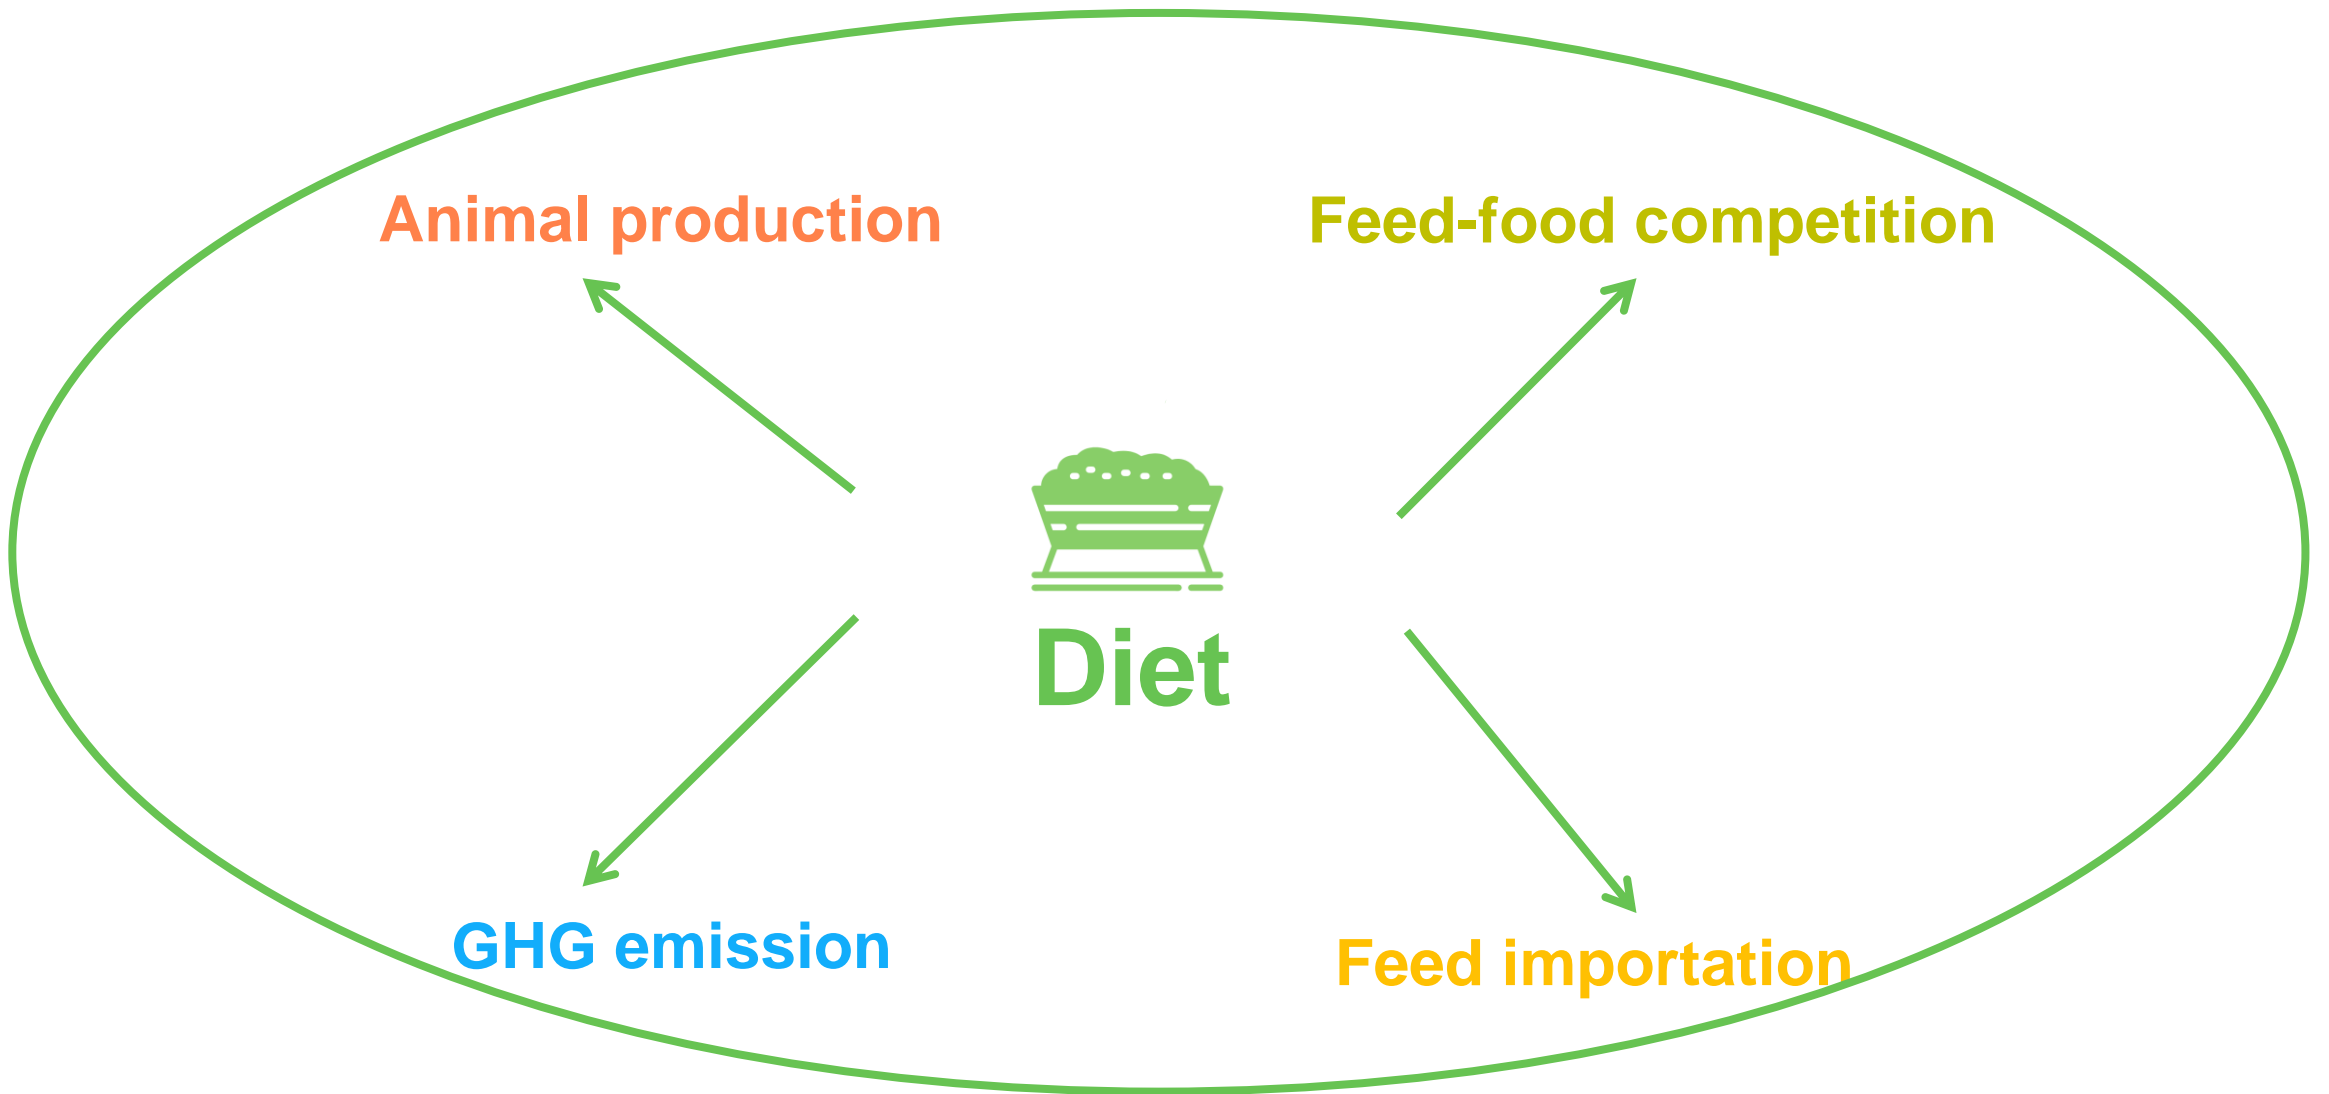 Animal production
Feed-food competition
Diet
GHG emission
Feed importation